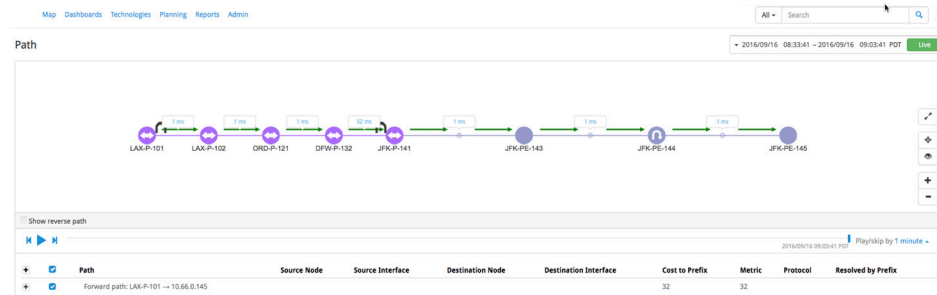 Map Dashboards Technologies Planning Reports Admin All Search
Path 2016/09/16 08:33:41 – 2016/09/16 09:03:41 PDT Live
1 ms 1 ms 1 ms 52 ms 1 ms 1 ms 1 ms
LAX-P-101 LAX-P-102 ORD-P-121 DFW-P-132 JFK-P-141 JFK-PE-143 JFK-PE-144 JFK-PE-145
Show reverse path
Play/skip by 1 minute
2016/09/16 09:03:41 PDT
Path Source Node Source Interface Destination Node Destination Interface Cost to Prefix Metric Protocol Resolved by Prefix
Forward path: LAX-P-101 → 10.66.0.145 32 32